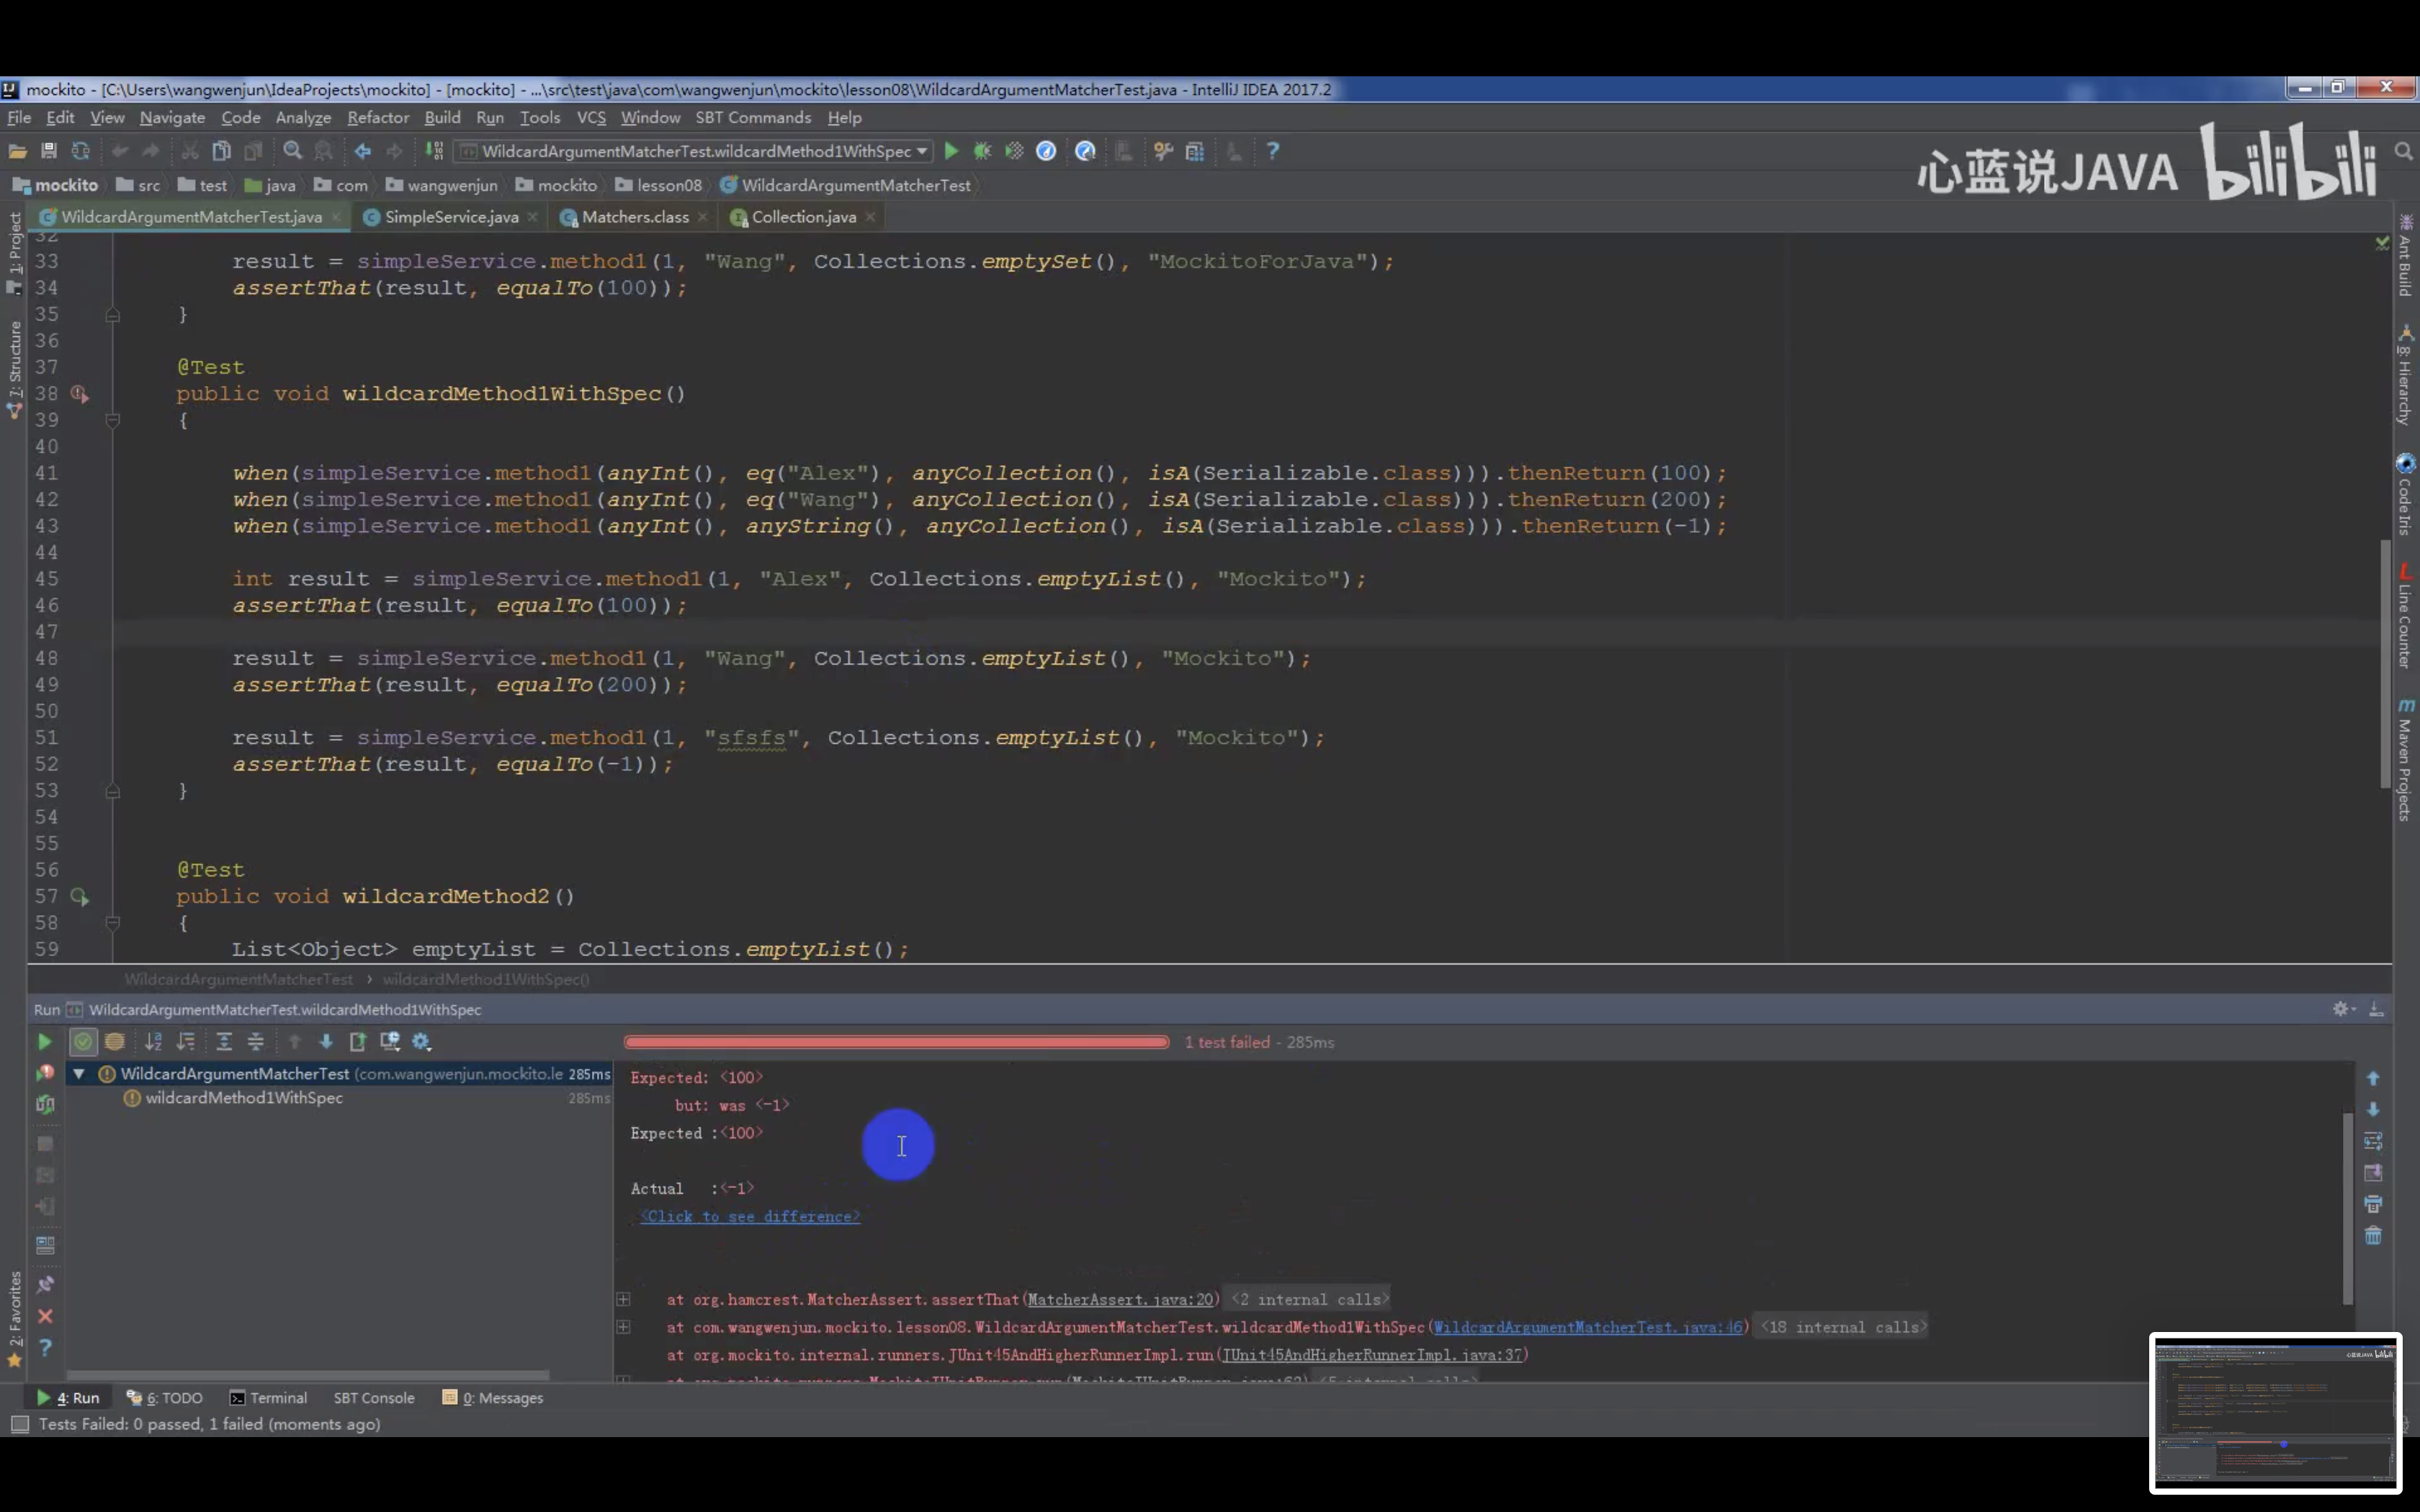 mockito - [C:\Users\wangwenjun\IdeaProjects\mockito] - [mockito] - ...\src\test\java\com\wangwenjun\mockito\lesson08\WildcardArgumentMatcherTest.java - IntelliJ IDEA 2017.2
File Edit View Navigate Code Analyze Refactor Build Run Tools VCS Window SBT Commands Help
WildcardArgumentMatcherTest.wildcardMethod1WithSpec
心蓝说JAVA bilibili
mockito src test java com wangwenjun mockito lesson08 WildcardArgumentMatcherTest
WildcardArgumentMatcherTest.java SimpleService.java Matchers.class Collection.java
1: Project
7: Structure
32
33 result = simpleService.method1(1, "Wang", Collections.emptySet(), "MockitoForJava");
34 assertThat(result, equalTo(100));
35 }
36
37 @Test
38 public void wildcardMethod1WithSpec()
39 {
40
41 when(simpleService.method1(anyInt(), eq("Alex"), anyCollection(), isA(Serializable.class))).thenReturn(100);
42 when(simpleService.method1(anyInt(), eq("Wang"), anyCollection(), isA(Serializable.class))).thenReturn(200);
43 when(simpleService.method1(anyInt(), anyString(), anyCollection(), isA(Serializable.class))).thenReturn(-1);
44
45 int result = simpleService.method1(1, "Alex", Collections.emptyList(), "Mockito");
46 assertThat(result, equalTo(100));
47
48 result = simpleService.method1(1, "Wang", Collections.emptyList(), "Mockito");
49 assertThat(result, equalTo(200));
50
51 result = simpleService.method1(1, "sfsfs", Collections.emptyList(), "Mockito");
52 assertThat(result, equalTo(-1));
53 }
54
55
56 @Test
57 public void wildcardMethod2()
58 {
59 List<Object> emptyList = Collections.emptyList();
Ant Build
8: Hierarchy
Code Iris
Line Counter
Maven Projects
WildcardArgumentMatcherTest › wildcardMethod1WithSpec()
Run WildcardArgumentMatcherTest.wildcardMethod1WithSpec
1 test failed - 285ms
WildcardArgumentMatcherTest (com.wangwenjun.mockito.le 285ms
wildcardMethod1WithSpec 285ms
Expected: <100>
but: was <-1>
Expected :<100>
Actual :<-1>
<Click to see difference>
at org.hamcrest.MatcherAssert.assertThat(MatcherAssert.java:20) <2 internal calls>
at com.wangwenjun.mockito.lesson08.WildcardArgumentMatcherTest.wildcardMethod1WithSpec(WildcardArgumentMatcherTest.java:46) <18 internal calls>
at org.mockito.internal.runners.JUnit45AndHigherRunnerImpl.run(JUnit45AndHigherRunnerImpl.java:37)
2: Favorites
4: Run 6: TODO Terminal SBT Console 0: Messages
Tests Failed: 0 passed, 1 failed (moments ago)